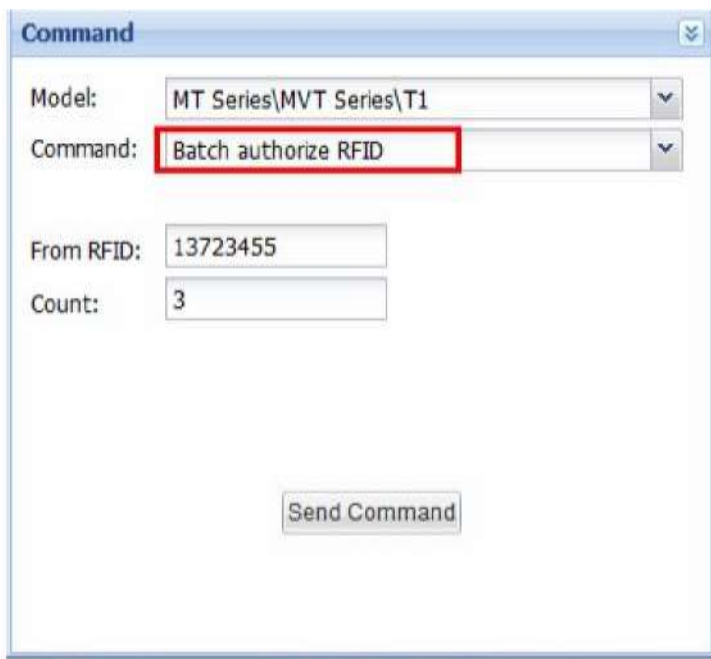 Command
Model: MT Series\MVT Series\T1
Command: Batch authorize RFID
From RFID: 13723455
Count: 3
Send Command